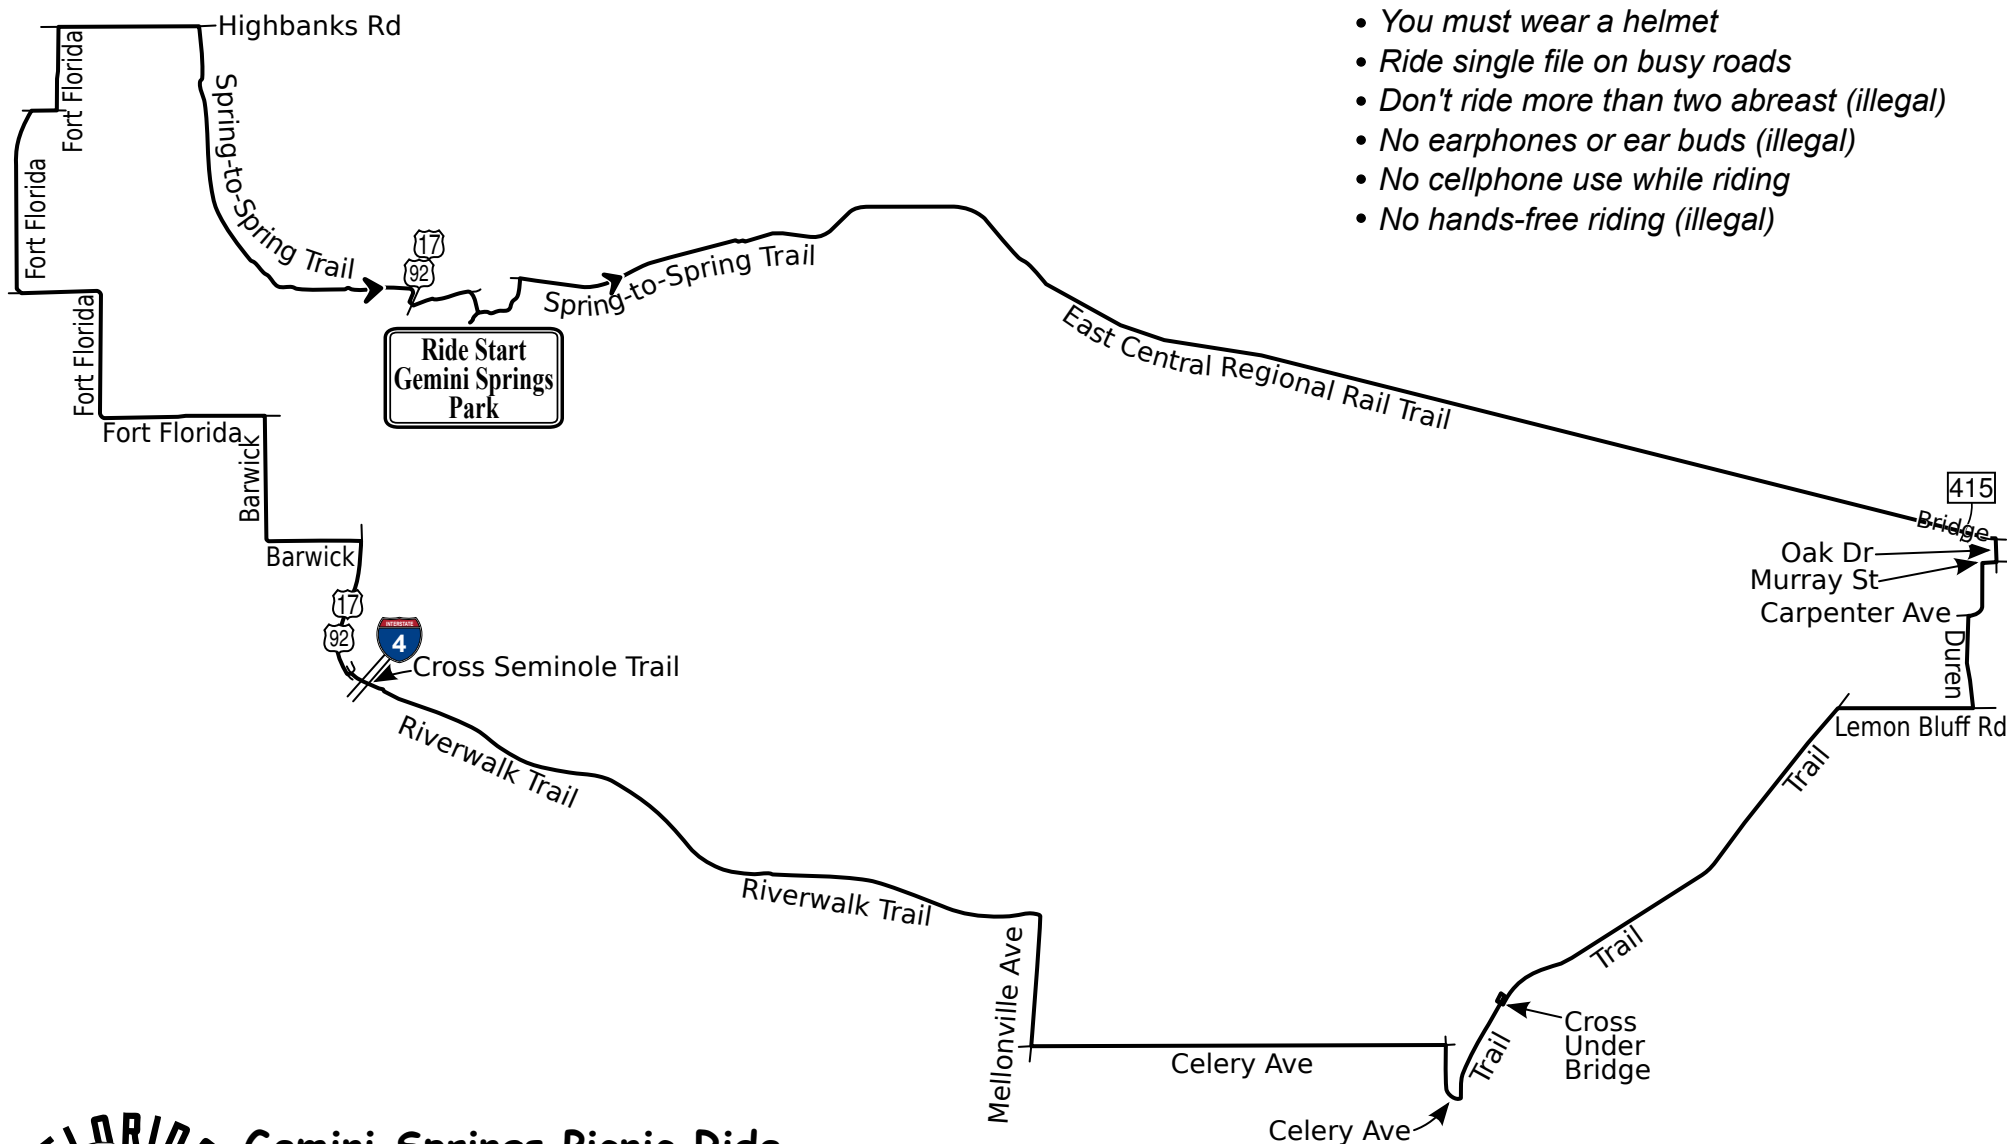 Highbanks Rd
• You must wear a helmet
• Ride single file on busy roads
• Don't ride more than two abreast (illegal)
• No earphones or ear buds (illegal)
• No cellphone use while riding
• No hands-free riding (illegal)
Fort Florida
Fort Florida
Fort Florida
Fort Florida
Spring-to-Spring Trail
17
92
Spring-to-Spring Trail
Ride Start
Gemini Springs
Park
East Central Regional Rail Trail
Barwick
Barwick
17
92
INTERSTATE
4
Cross Seminole Trail
415
Bridge
Oak Dr
Murray St
Carpenter Ave
Duren
Lemon Bluff Rd
Trail
Riverwalk Trail
Riverwalk Trail
Trail
Mellonville Ave
Cross
Under
Bridge
Trail
Celery Ave
Celery Ave
Gemini Springs Picnic Ride